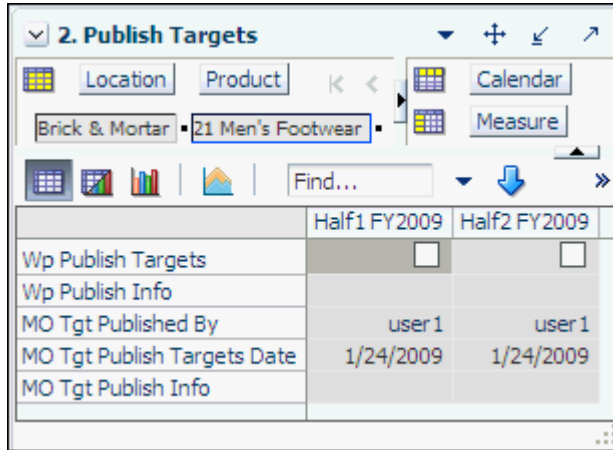 2. Publish Targets
Location Product Calendar
Brick & Mortar 21 Men's Footwear Measure
Find...
Half1 FY2009 Half2 FY2009
Wp Publish Targets
Wp Publish Info
MO Tgt Published By user1 user1
MO Tgt Publish Targets Date 1/24/2009 1/24/2009
MO Tgt Publish Info